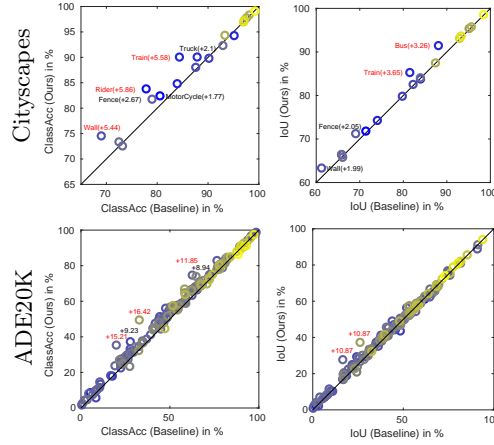 Cityscapes
ClassAcc (Ours) in %
100
95
90
85
80
75
70
65
Truck(+2.1)
Train(+5.58)
Rider(+5.86)
MotorCycle(+1.77)
Fence(+2.67)
Wall(+5.44)
70 80 90 100
ClassAcc (Baseline) in %
IoU (Ours) in %
100
90
80
70
60
Bus(+3.26)
Train(+3.65)
Fence(+2.05)
Wall(+1.99)
60 70 80 90 100
IoU (Baseline) in %
ADE20K
ClassAcc (Ours) in %
100
80
60
40
20
0
+11.85
+8.94
+16.42
+9.23
+15.21
0 50 100
ClassAcc (Baseline) in %
IoU (Ours) in %
100
80
60
40
20
0
+10.87
+10.87
0 50 100
IoU (Baseline) in %